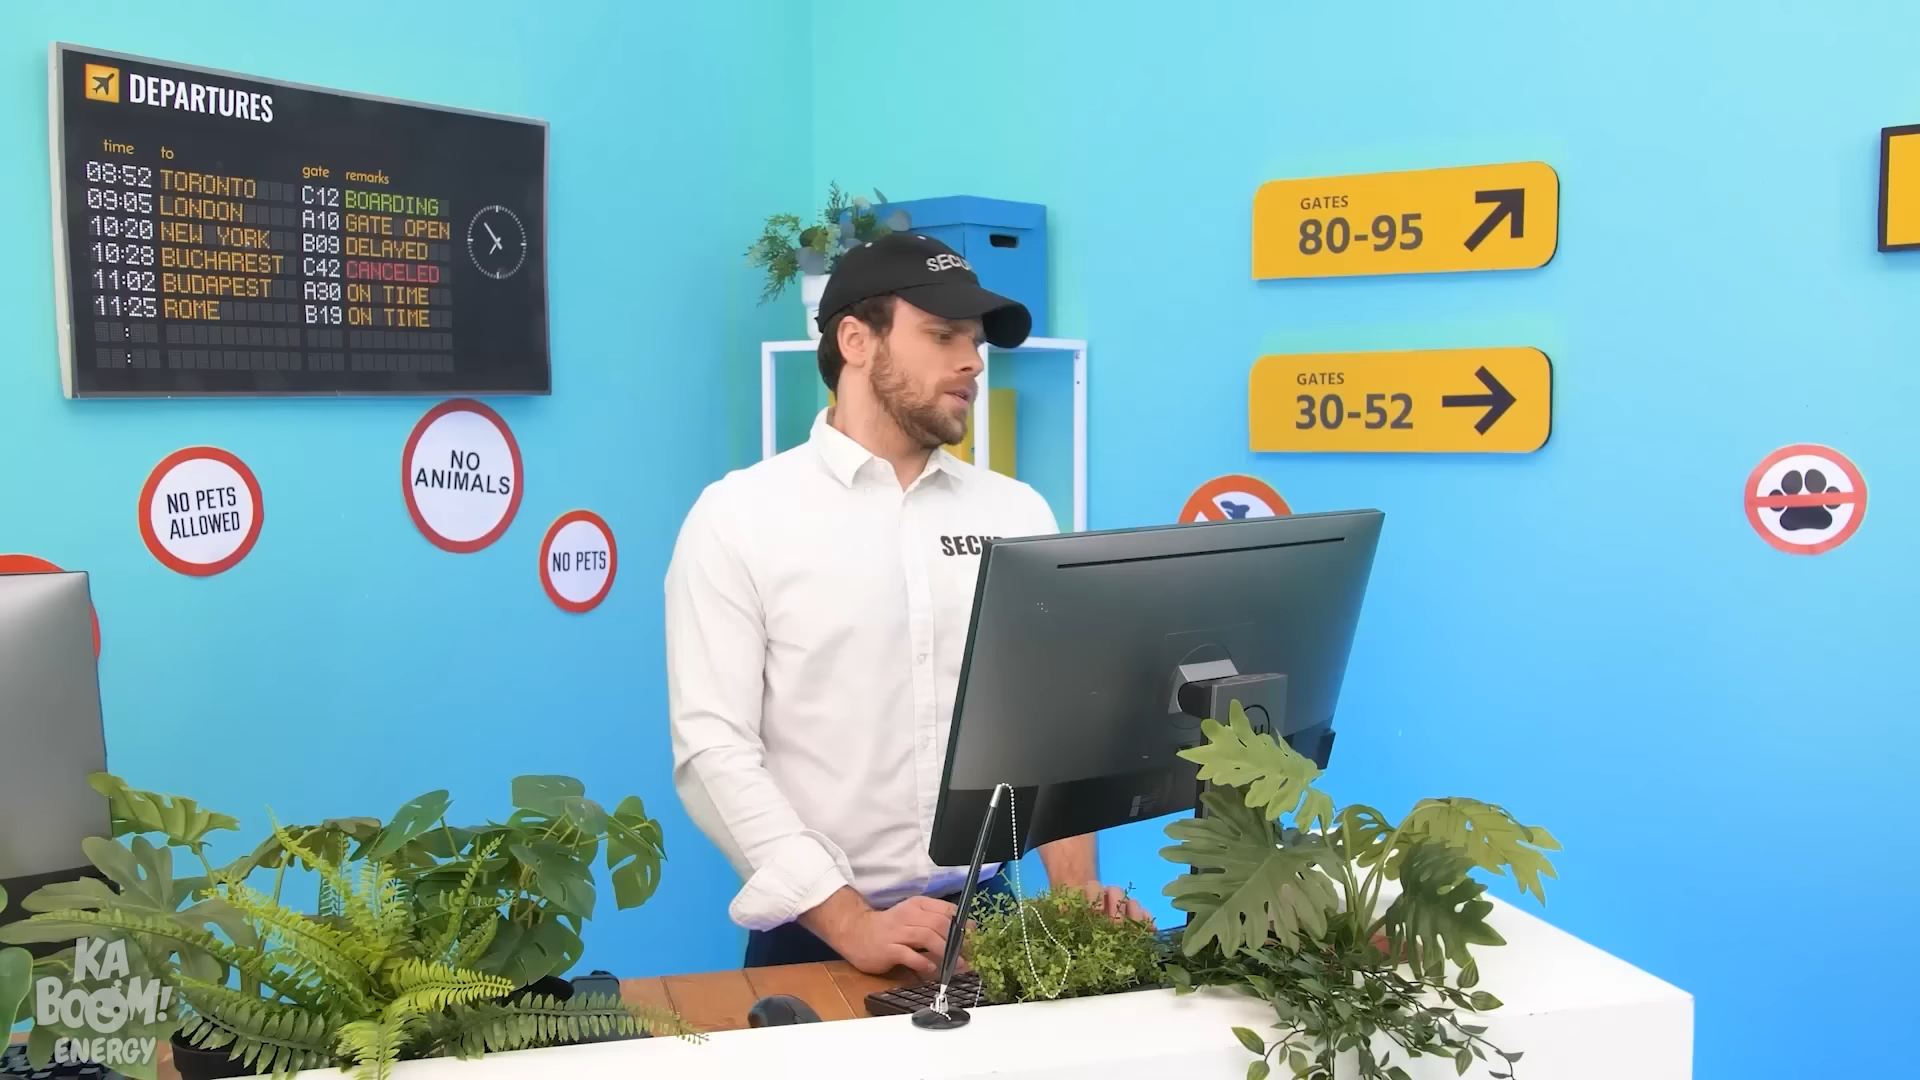 DEPARTURES
time to gate remarks
08:52 TORONTO C12 BOARDING
09:05 LONDON A10 GATE OPEN
10:20 NEW YORK B09 DELAYED
10:28 BUCHAREST C42 CANCELED
11:02 BUDAPEST A30 ON TIME
11:25 ROME B19 ON TIME
:
:
NO PETS
ALLOWED
NO
ANIMALS
NO PETS
GATES
80-95
GATES
30-52
KA
BOOM!
ENERGY